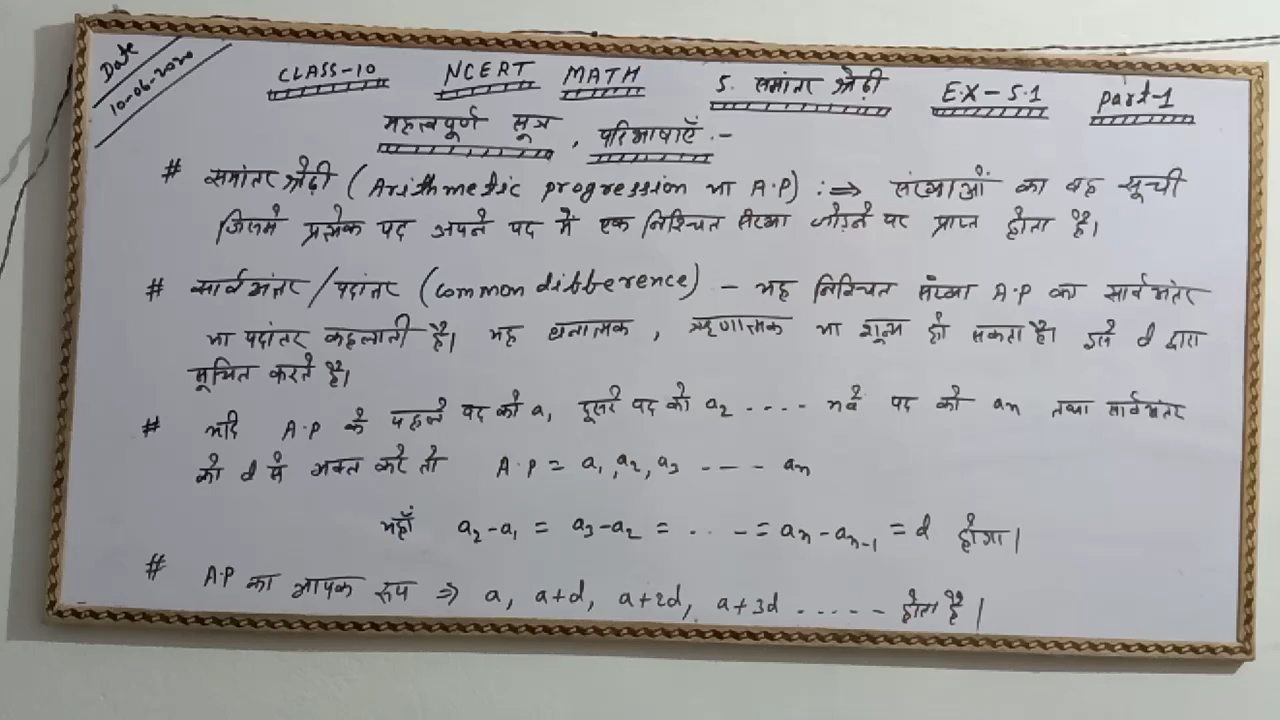 Date
10-06-2020
CLASS-10 NCERT MATH 5. समांतर श्रेढ़ी EX-5.1 Part-1
महत्वपूर्ण सूत्र, परिभाषाएँ :-
# समांतर श्रेढ़ी (Arithmetic progression या A.P) :⇒ संख्याओं का वह सूची
जिसमे प्रत्येक पद अपने पद में एक निश्चित संख्या जोड़ने पर प्राप्त होता है।
# सार्वअंतर/पदांतर (common difference) - यह निश्चित संख्या A.P का सार्वअंतर
या पदांतर कहलाती है। यह धनात्मक, ऋणात्मक या शून्य हो सकता है। इसे d द्वारा
सूचित करते है।
# यदि A.P के पहले पद को a₁ दूसरे पद को a₂ .... nवें पद को an तथा सार्वअंतर
को d से व्यक्त करे तो A.P = a₁, a₂, a₃ ---- an
यहाँ a₂-a₁ = a₃-a₂ = ..-- = an-an-1 = d होगा।
# A.P का व्यापक रूप ⇒ a, a+d, a+2d, a+3d ------ होता है।